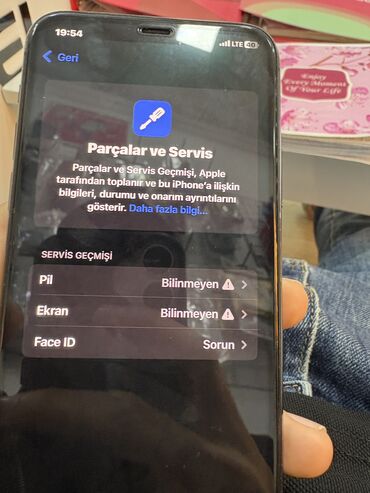 19:54
LTE 40
Geri
Enjoy
Every Moment
Of Your Life
Parçalar ve Servis
Parçalar ve Servis Geçmişi, Apple
tarafından toplanır ve bu iPhone'a ilişkin
bilgileri, durumu ve onarım ayrıntılarını
gösterir. Daha fazla bilgi...
SERVİS GEÇMİŞİ
Pil Bilinmeyen
Ekran Bilinmeyen
Face ID Sorun